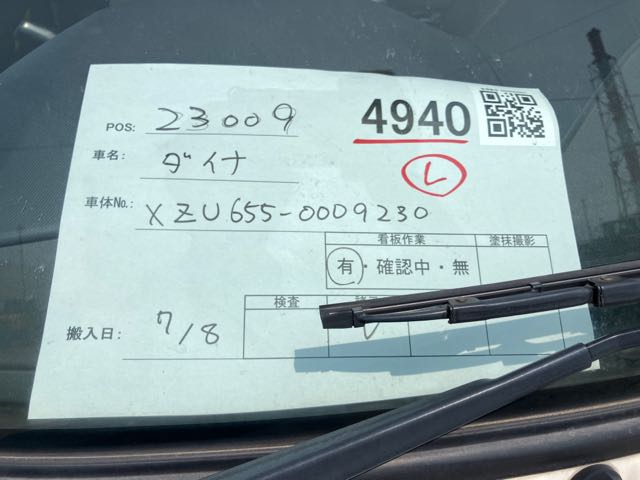 POS: 23009
4940
車名: ダイナ
L
車体No.: XZU655-0009230
看板作業 塗抹撮影
有・確認中・無
検査
搬入日: 7/8